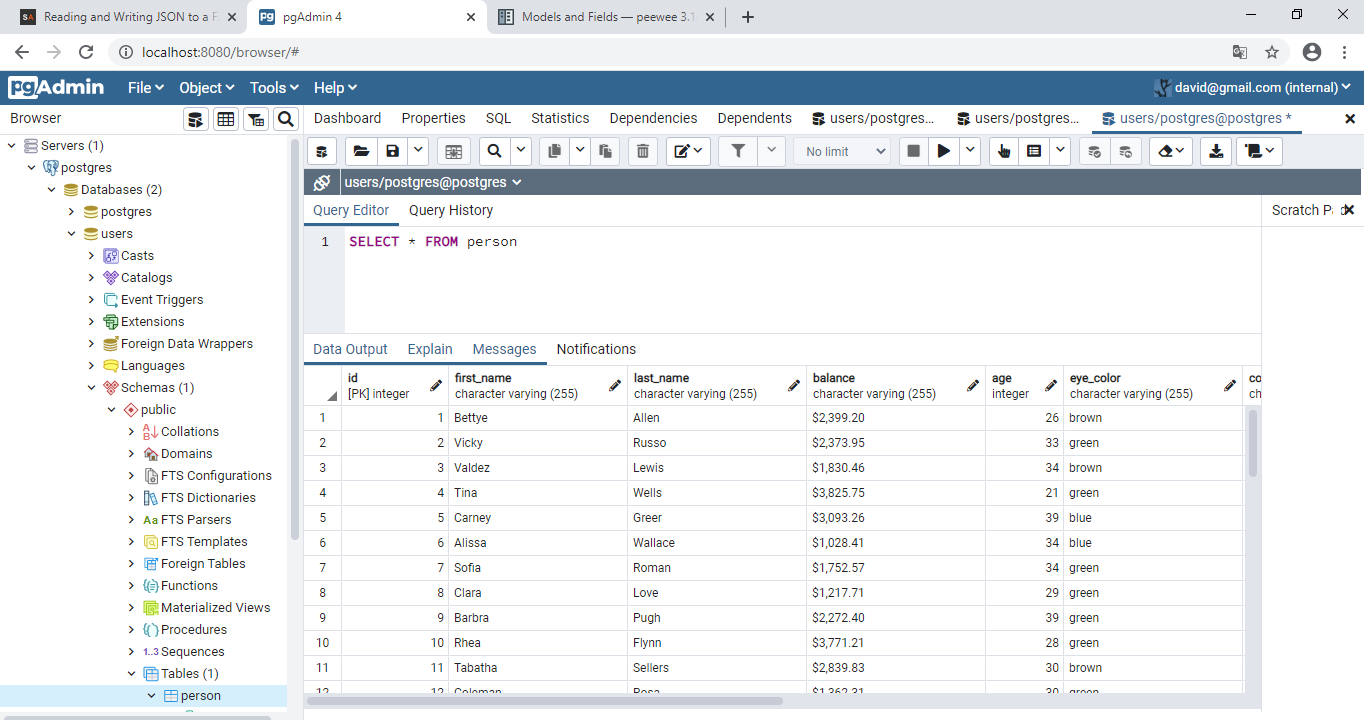 Reading and Writing JSON to a F
pgAdmin 4
Models and Fields — peewee 3.1
localhost:8080/browser/#
pgAdmin File Object Tools Help david@gmail.com (internal)
Browser
Dashboard Properties SQL Statistics Dependencies Dependents users/postgres... users/postgres... users/postgres@postgres *
Servers (1)
postgres
Databases (2)
postgres
users
Casts
Catalogs
Event Triggers
Extensions
Foreign Data Wrappers
Languages
Schemas (1)
public
Collations
Domains
FTS Configurations
FTS Dictionaries
Aa FTS Parsers
FTS Templates
Foreign Tables
Functions
Materialized Views
Procedures
1..3 Sequences
Tables (1)
person
No limit
users/postgres@postgres
Query Editor Query History
Scratch P
1 SELECT * FROM person
Data Output Explain Messages Notifications
id first_name last_name balance age eye_color co
[PK] integer character varying (255) character varying (255) character varying (255) integer character varying (255) ch
1 1 Bettye Allen $2,399.20 26 brown
2 2 Vicky Russo $2,373.95 33 green
3 3 Valdez Lewis $1,830.46 34 brown
4 4 Tina Wells $3,825.75 21 green
5 5 Carney Greer $3,093.26 39 blue
6 6 Alissa Wallace $1,028.41 34 blue
7 7 Sofia Roman $1,752.57 34 green
8 8 Clara Love $1,217.71 29 green
9 9 Barbra Pugh $2,272.40 39 green
10 10 Rhea Flynn $3,771.21 28 green
11 11 Tabatha Sellers $2,839.83 30 brown
12 12 Coleman Rosa $1,362.31 30 green